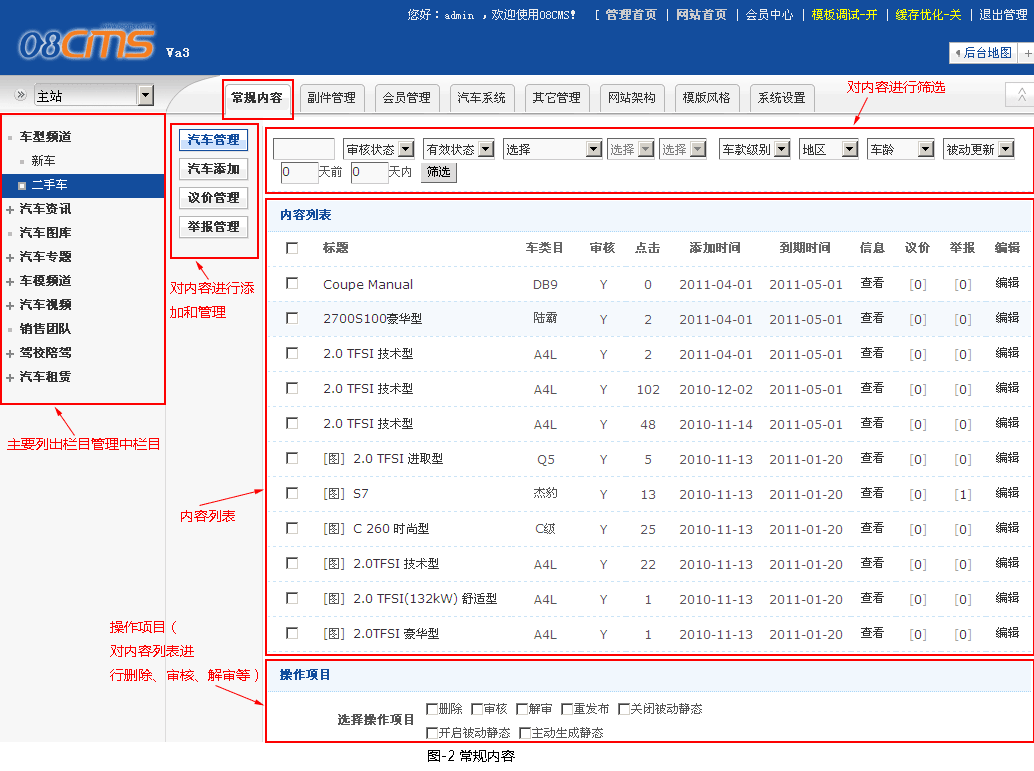 您好：admin ，欢迎使用08CMS! [ 管理首页 | 网站首页 | 会员中心 | 模板调试-开 | 缓存优化-关 | 退出管理
08CMS Va3
后台地图 +
主站
常规内容 副件管理 会员管理 汽车系统 其它管理 网站架构 模版风格 系统设置
对内容进行筛选
车型频道
新车
二手车
汽车资讯
汽车图库
汽车专题
车模频道
汽车视频
销售团队
驾校陪驾
汽车租赁
主要列出栏目管理中栏目
汽车管理
汽车添加
议价管理
举报管理
对内容进行添
加和管理
审核状态 有效状态 选择 选择 选择 车款级别 地区 车龄 被动更新
0 天前 0 天内 筛选
内容列表
标题 车类目 审核 点击 添加时间 到期时间 信息 议价 举报 编辑
Coupe Manual DB9 Y 0 2011-04-01 2011-05-01 查看 [0] [0] 编辑
2700S100豪华型 陆霸 Y 2 2011-04-01 2011-05-01 查看 [0] [0] 编辑
2.0 TFSI 技术型 A4L Y 2 2011-04-01 2011-05-01 查看 [0] [0] 编辑
2.0 TFSI 技术型 A4L Y 102 2010-12-02 2011-05-01 查看 [0] [0] 编辑
2.0 TFSI 技术型 A4L Y 48 2010-11-14 2011-05-01 查看 [0] [0] 编辑
[图] 2.0 TFSI 进取型 Q5 Y 5 2010-11-13 2011-01-20 查看 [0] [0] 编辑
[图] S7 杰豹 Y 13 2010-11-13 2011-01-20 查看 [0] [1] 编辑
[图] C 260 时尚型 C级 Y 25 2010-11-13 2011-01-20 查看 [0] [0] 编辑
[图] 2.0TFSI 技术型 A4L Y 22 2010-11-13 2011-01-20 查看 [0] [0] 编辑
[图] 2.0 TFSI(132kW) 舒适型 A4L Y 1 2010-11-13 2011-01-20 查看 [0] [0] 编辑
[图] 2.0TFSI 豪华型 A4L Y 1 2010-11-13 2011-01-20 查看 [0] [0] 编辑
内容列表
操作项目（
对内容列表进
行删除、审核、解审等 ）
操作项目
选择操作项目
删除 审核 解审 重发布 关闭被动静态
开启被动静态 主动生成静态
图-2 常规内容